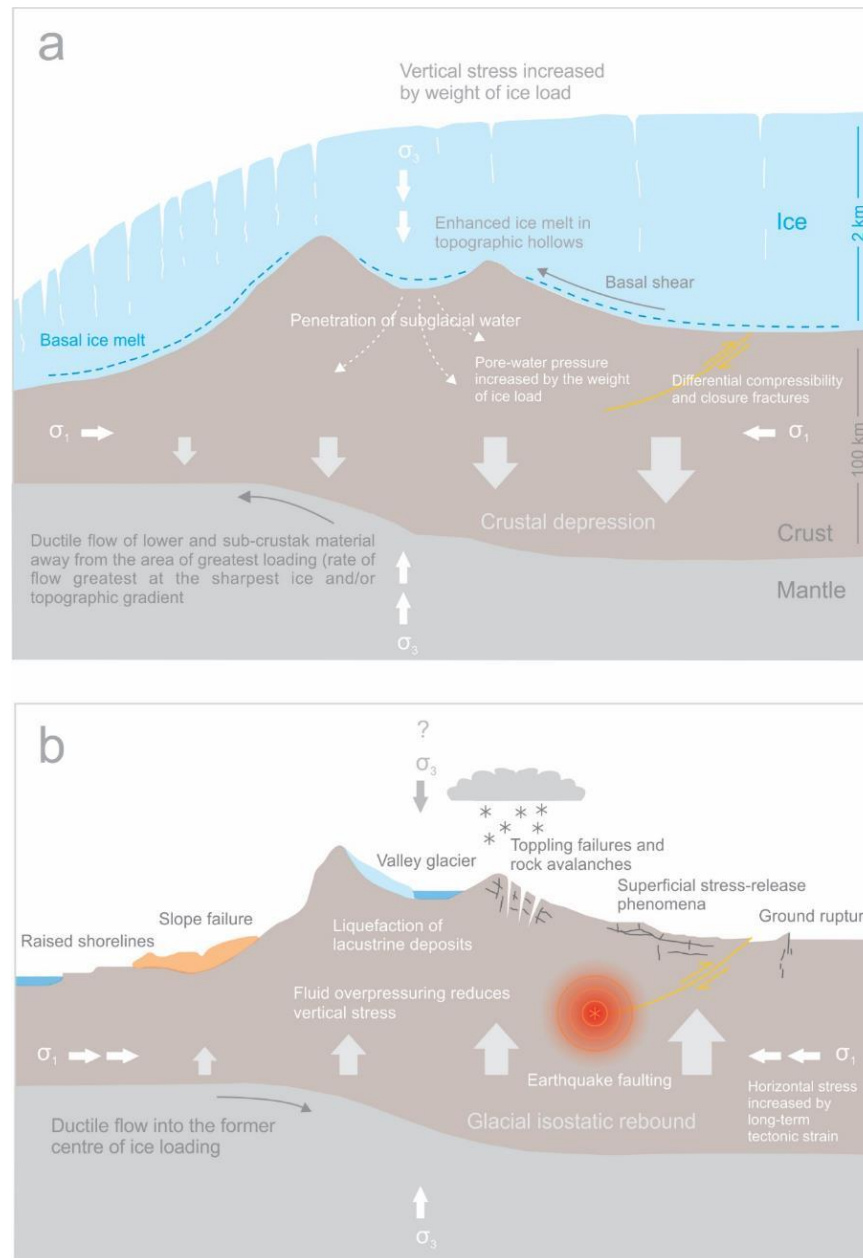 a
Vertical stress increased
by weight of ice load
σ3
Enhanced ice melt in
topographic hollows
Ice
2 km
Basal shear
Basal ice melt
Penetration of subglacial water
Pore-water pressure
increased by the weight
of ice load
Differential compressibility
and closure fractures
σ1
σ1
100 km
Crustal depression
Crust
Ductile flow of lower and sub-crustak material
away from the area of greatest loading (rate of
flow greatest at the sharpest ice and/or
topographic gradient
Mantle
σ3
b
?
σ3
Toppling failures and
rock avalanches
Valley glacier
Superficial stress-release
phenomena
Slope failure
Ground ruptur
Raised shorelines
Liquefaction of
lacustrine deposits
Fluid overpressuring reduces
vertical stress
σ1
σ1
Earthquake faulting
Horizontal stress
increased by
long-term
tectonic strain
Glacial isostatic rebound
Ductile flow into the former
centre of ice loading
σ3